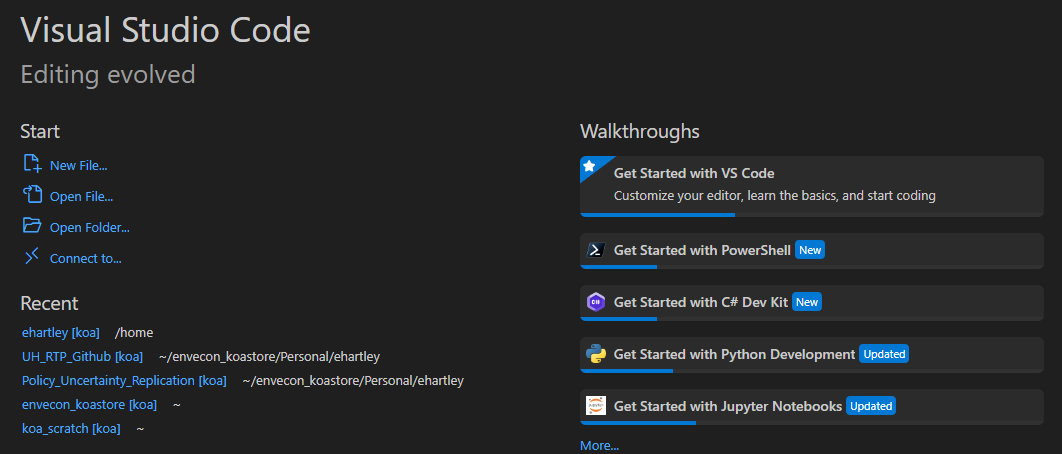 Visual Studio Code
Editing evolved
Start
New File...
Open File...
Open Folder...
Connect to...
Recent
ehartley [koa] /home
UH_RTP_Github [koa] ~/envecon_koastore/Personal/ehartley
Policy_Uncertainty_Replication [koa] ~/envecon_koastore/Personal/ehartley
envecon_koastore [koa] ~
koa_scratch [koa] ~
Walkthroughs
Get Started with VS Code
Customize your editor, learn the basics, and start coding
Get Started with PowerShell New
Get Started with C# Dev Kit New
Get Started with Python Development Updated
Get Started with Jupyter Notebooks Updated
More...